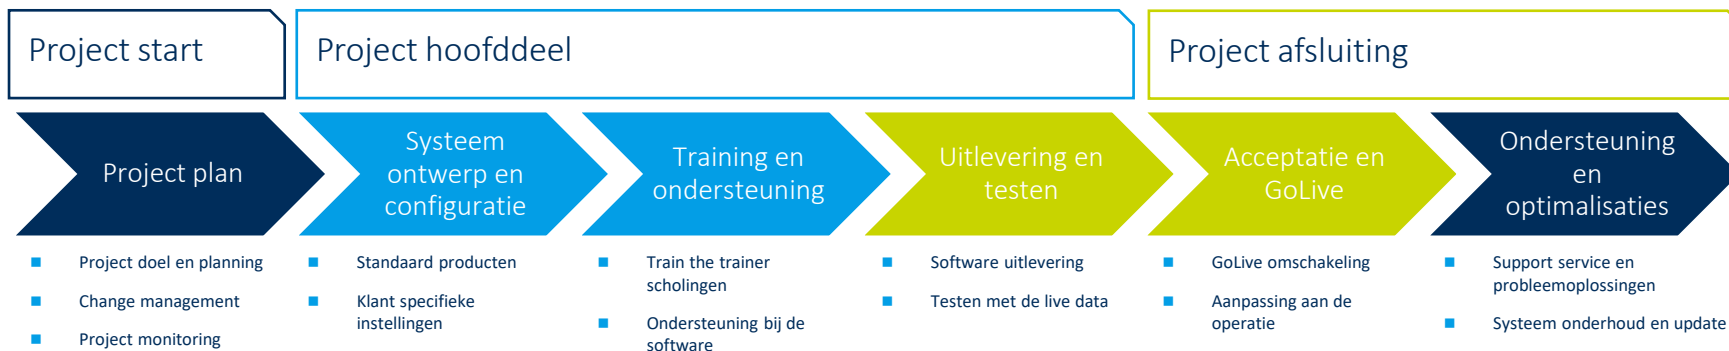 Project start
Project hoofddeel
Project afsluiting
Project plan
Systeem
ontwerp en
configuratie
Training en
ondersteuning
Uitlevering en
testen
Acceptatie en
GoLive
Ondersteuning
en
optimalisaties
Project doel en planning
Change management
Project monitoring
Standaard producten
Klant specifieke
instellingen
Train the trainer
scholingen
Ondersteuning bij de
software
Software uitlevering
Testen met de live data
GoLive omschakeling
Aanpassing aan de
operatie
Support service en
probleemoplossingen
Systeem onderhoud en update